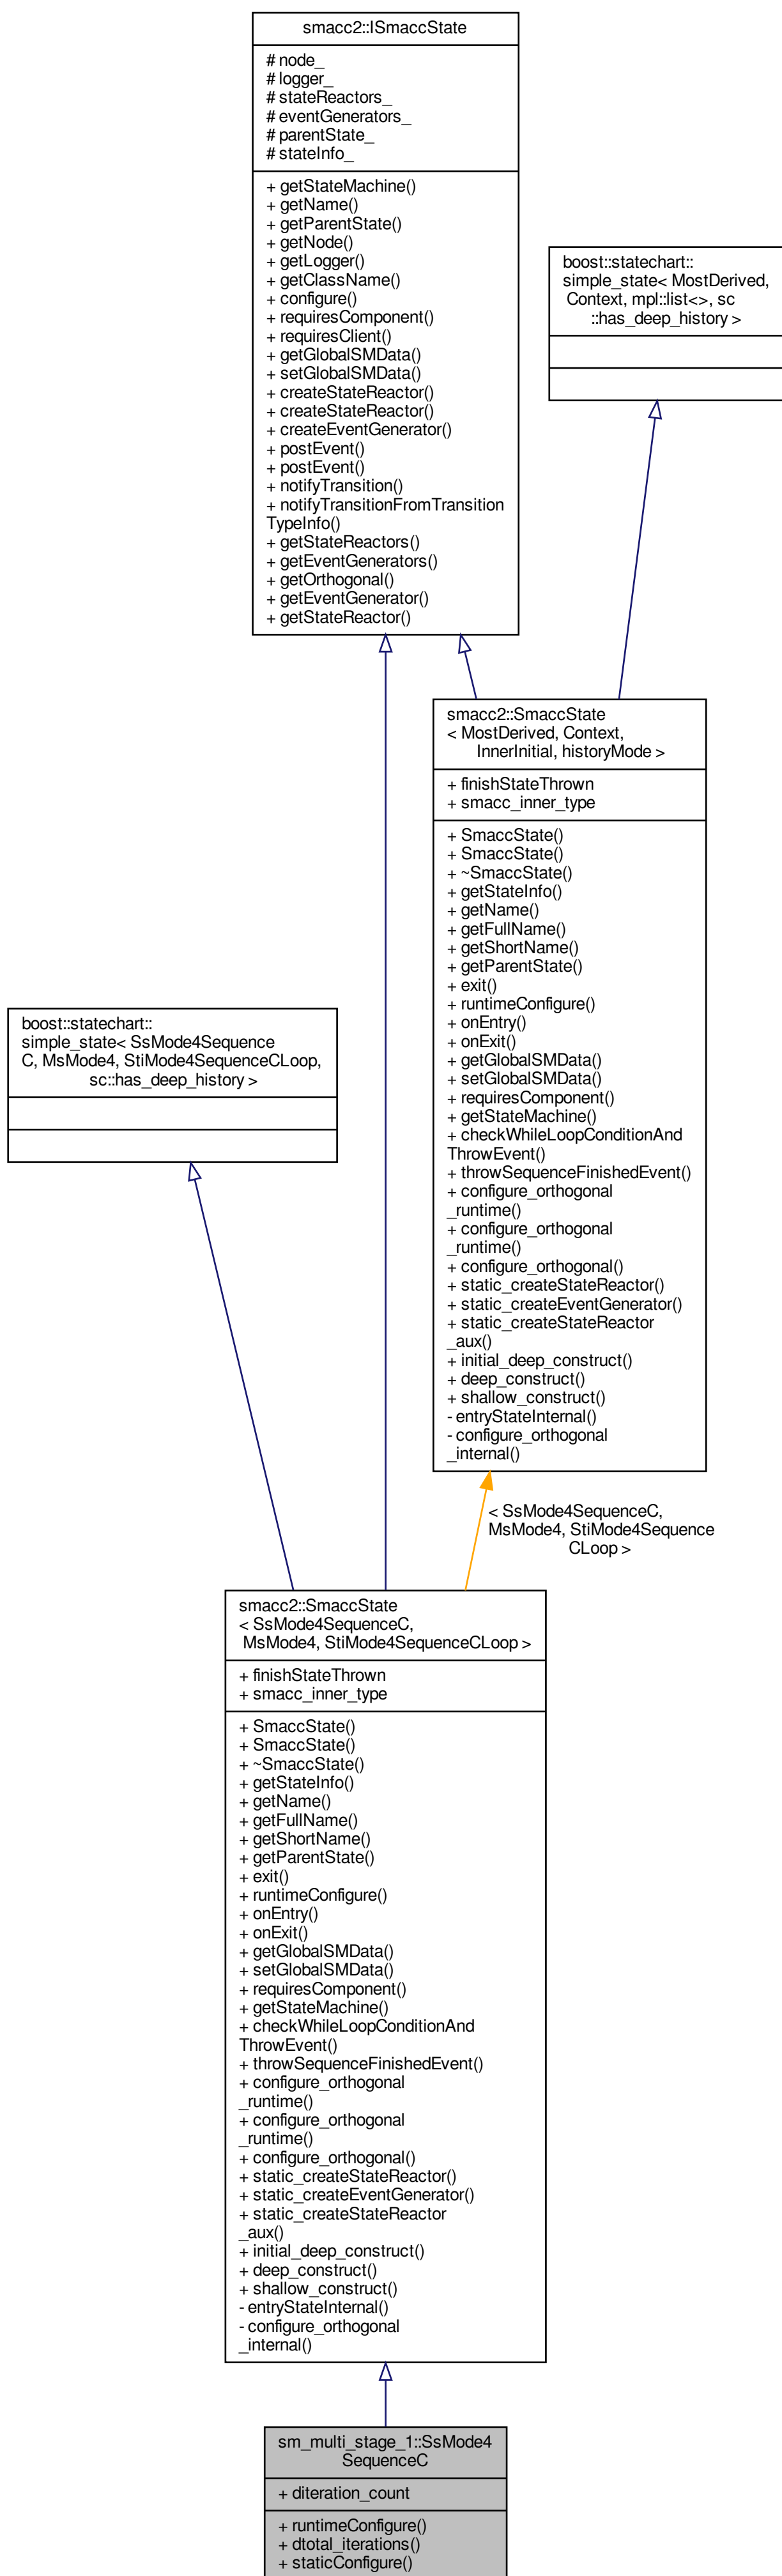 smacc2::ISmaccState
# node_
# logger_
# stateReactors_
# eventGenerators_
# parentState_
# stateInfo_
+ getStateMachine()
+ getName()
+ getParentState()
+ getNode()
+ getLogger()
+ getClassName()
+ configure()
+ requiresComponent()
+ requiresClient()
+ getGlobalSMData()
+ setGlobalSMData()
+ createStateReactor()
+ createStateReactor()
+ createEventGenerator()
+ postEvent()
+ postEvent()
+ notifyTransition()
+ notifyTransitionFromTransition
TypeInfo()
+ getStateReactors()
+ getEventGenerators()
+ getOrthogonal()
+ getEventGenerator()
+ getStateReactor()
boost::statechart::
simple_state< MostDerived,
Context, mpl::list<>, sc
::has_deep_history >
smacc2::SmaccState
< MostDerived, Context,
InnerInitial, historyMode >
+ finishStateThrown
+ smacc_inner_type
+ SmaccState()
+ SmaccState()
+ ~SmaccState()
+ getStateInfo()
+ getName()
+ getFullName()
+ getShortName()
+ getParentState()
+ exit()
+ runtimeConfigure()
+ onEntry()
+ onExit()
+ getGlobalSMData()
+ setGlobalSMData()
+ requiresComponent()
+ getStateMachine()
+ checkWhileLoopConditionAnd
ThrowEvent()
+ throwSequenceFinishedEvent()
+ configure_orthogonal
_runtime()
+ configure_orthogonal
_runtime()
+ configure_orthogonal()
+ static_createStateReactor()
+ static_createEventGenerator()
+ static_createStateReactor
_aux()
+ initial_deep_construct()
+ deep_construct()
+ shallow_construct()
- entryStateInternal()
- configure_orthogonal
_internal()
boost::statechart::
simple_state< SsMode4Sequence
C, MsMode4, StiMode4SequenceCLoop,
sc::has_deep_history >
< SsMode4SequenceC,
MsMode4, StiMode4Sequence
CLoop >
smacc2::SmaccState
< SsMode4SequenceC,
MsMode4, StiMode4SequenceCLoop >
+ finishStateThrown
+ smacc_inner_type
+ SmaccState()
+ SmaccState()
+ ~SmaccState()
+ getStateInfo()
+ getName()
+ getFullName()
+ getShortName()
+ getParentState()
+ exit()
+ runtimeConfigure()
+ onEntry()
+ onExit()
+ getGlobalSMData()
+ setGlobalSMData()
+ requiresComponent()
+ getStateMachine()
+ checkWhileLoopConditionAnd
ThrowEvent()
+ throwSequenceFinishedEvent()
+ configure_orthogonal
_runtime()
+ configure_orthogonal
_runtime()
+ configure_orthogonal()
+ static_createStateReactor()
+ static_createEventGenerator()
+ static_createStateReactor
_aux()
+ initial_deep_construct()
+ deep_construct()
+ shallow_construct()
- entryStateInternal()
- configure_orthogonal
_internal()
sm_multi_stage_1::SsMode4
SequenceC
+ diteration_count
+ runtimeConfigure()
+ dtotal_iterations()
+ staticConfigure()